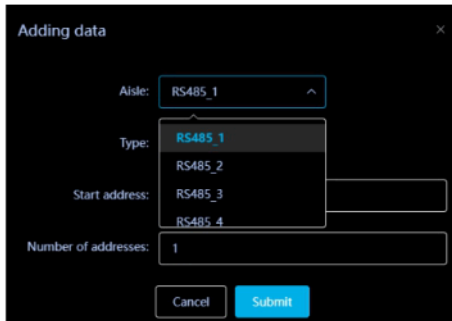 Adding data
×
Aisle: RS485_1
Type: RS485_1
RS485_2
Start address: RS485_3
RS485_4
Number of addresses: 1
Cancel Submit